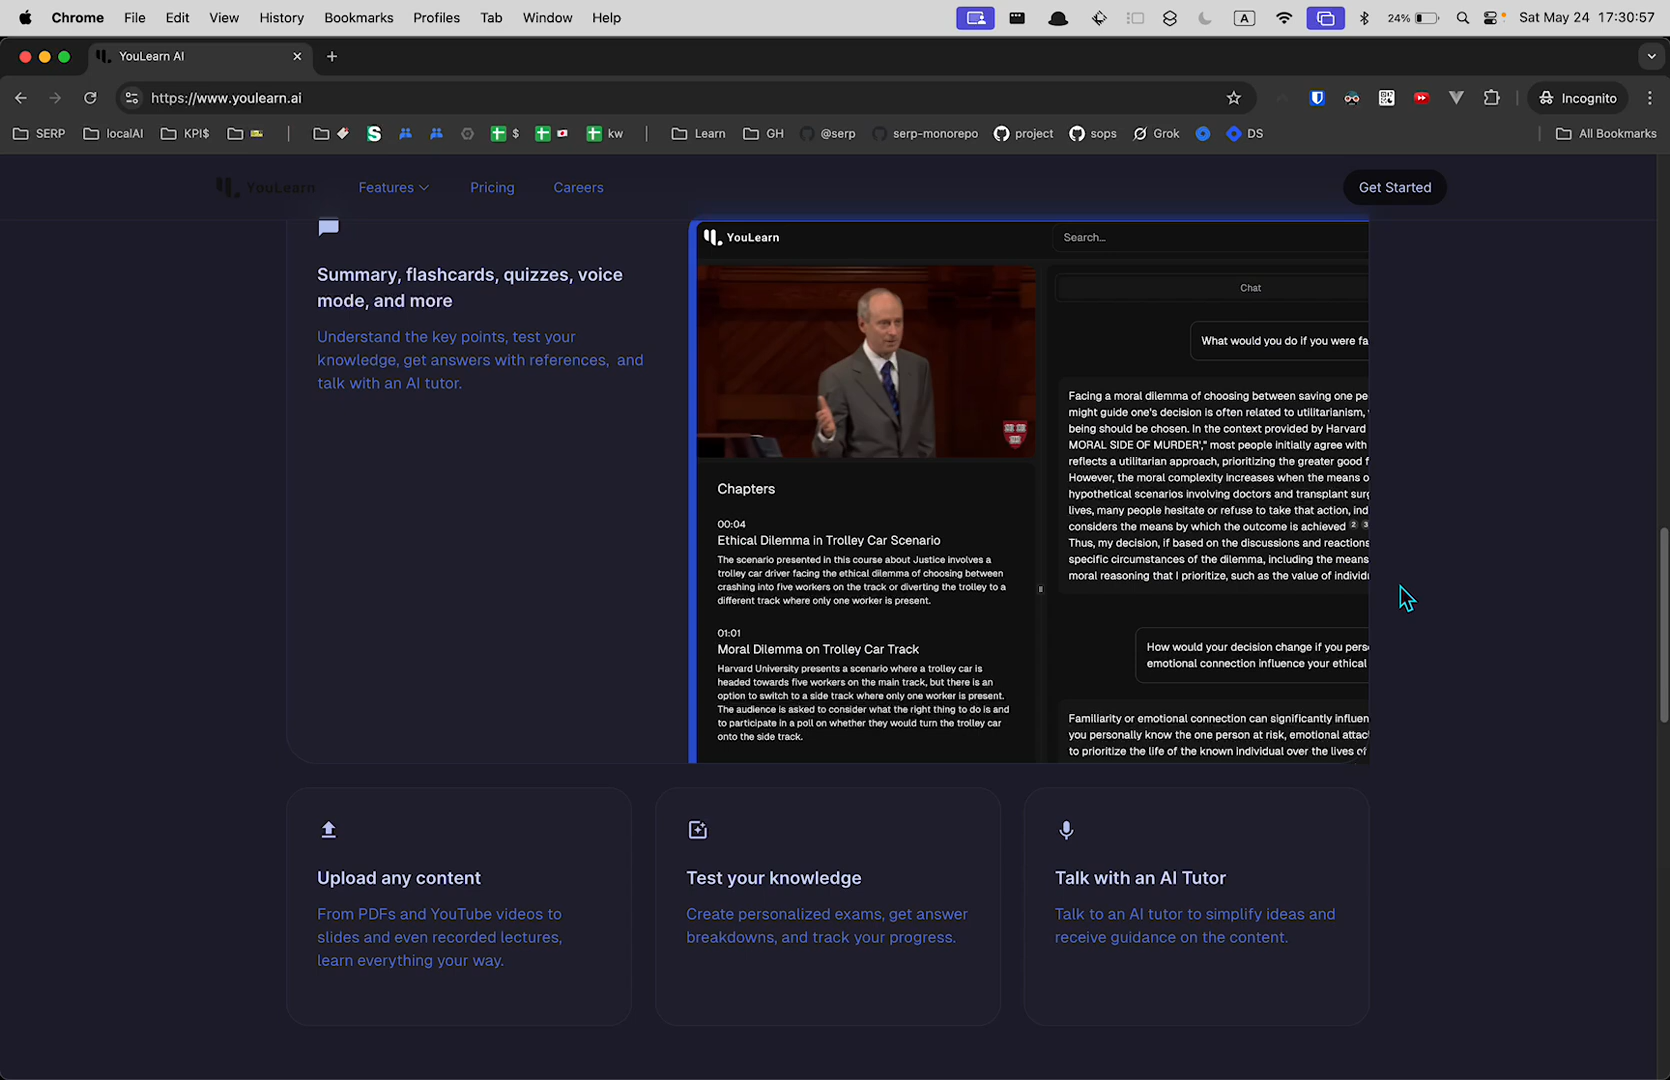 Chrome File Edit View History Bookmarks Profiles Tab Window Help A 24% Sat May 24 17:30:57
YouLearn AI
https://www.youlearn.ai Incognito
SERP localAI KPI$ $ kw Learn GH @serp serp-monorepo project sops Grok DS All Bookmarks
YouLearn Features Pricing Careers Get Started
Summary, flashcards, quizzes, voice
mode, and more
Understand the key points, test your
knowledge, get answers with references, and
talk with an AI tutor.
YouLearn Search...
Chat
What would you do if you were fa
Facing a moral dilemma of choosing between saving one pe
might guide one's decision is often related to utilitarianism,
being should be chosen. In the context provided by Harvard
MORAL SIDE OF MURDER'," most people initially agree with
reflects a utilitarian approach, prioritizing the greater good f
However, the moral complexity increases when the means o
hypothetical scenarios involving doctors and transplant surg
lives, many people hesitate or refuse to take that action, ind
considers the means by which the outcome is achieved 2 3
Thus, my decision, if based on the discussions and reactions
specific circumstances of the dilemma, including the means
moral reasoning that I prioritize, such as the value of individu
How would your decision change if you perso
emotional connection influence your ethical
Familiarity or emotional connection can significantly influen
you personally know the one person at risk, emotional attac
to prioritize the life of the known individual over the lives of
Chapters
00:04
Ethical Dilemma in Trolley Car Scenario
The scenario presented in this course about Justice involves a
trolley car driver facing the ethical dilemma of choosing between
crashing into five workers on the track or diverting the trolley to a
different track where only one worker is present.
01:01
Moral Dilemma on Trolley Car Track
Harvard University presents a scenario where a trolley car is
headed towards five workers on the main track, but there is an
option to switch to a side track where only one worker is present.
The audience is asked to consider what the right thing to do is and
to participate in a poll on whether they would turn the trolley car
onto the side track.
Upload any content
From PDFs and YouTube videos to
slides and even recorded lectures,
learn everything your way.
Test your knowledge
Create personalized exams, get answer
breakdowns, and track your progress.
Talk with an AI Tutor
Talk to an AI tutor to simplify ideas and
receive guidance on the content.